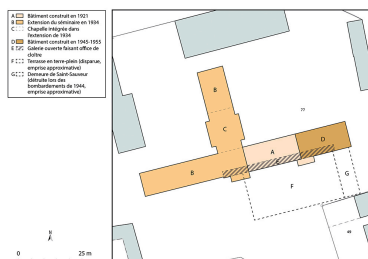 A Bâtiment construit en 1921
B Extension du séminaire en 1934
C Chapelle intégrée dans
l'extension de 1934
D Bâtiment construit en 1945-1955
E Galerie ouverte faisant office de
cloître
F Terrasse en terre-plein (disparue,
emprise approximative)
G Demeure de Saint-Sauveur
(détruite lors des
bombardements de 1944,
emprise approximative)
B
C
A
D
E
B
F
G
N
0 25 m